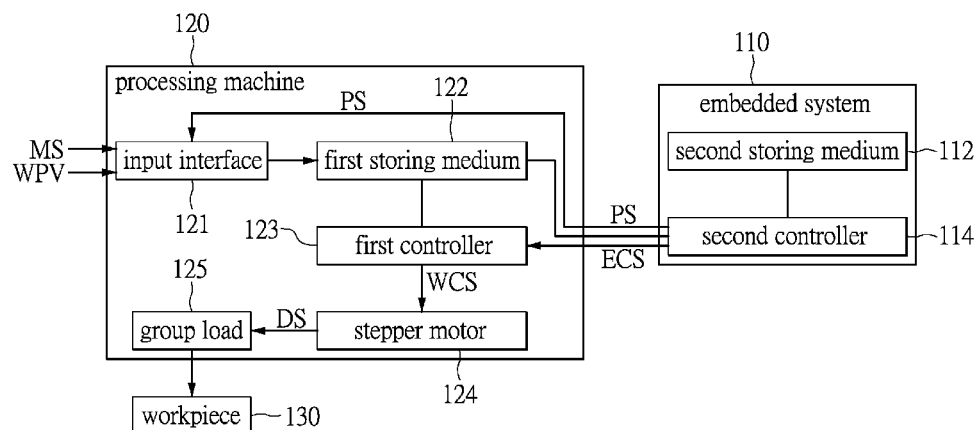 120
processing machine
PS
122
110
embedded system
MS
WPV
input interface
first storing medium
second storing medium
112
121
123
first controller
PS
second controller
114
ECS
WCS
125
group load
DS
stepper motor
124
workpiece
130